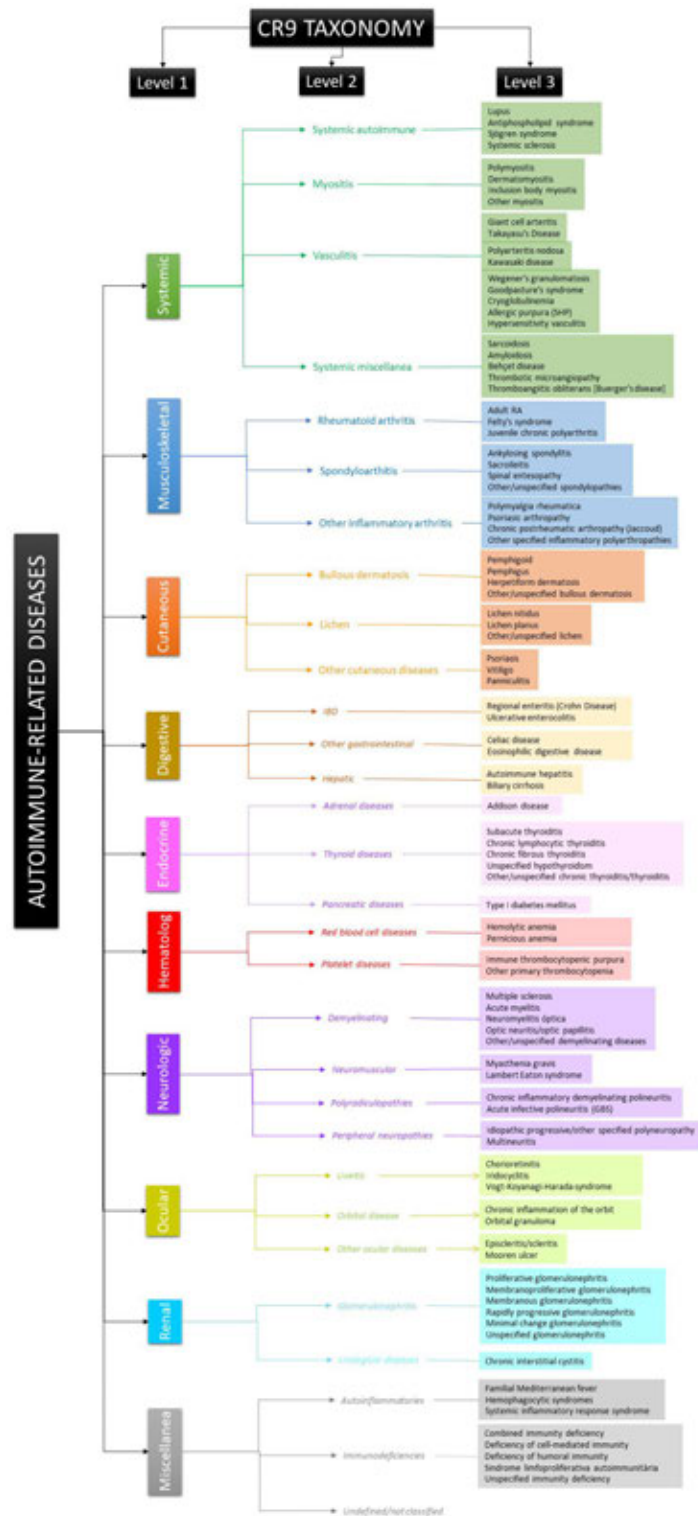 CR9 TAXONOMY
Level 1
Level 2
Level 3
AUTOIMMUNE-RELATED DISEASES
Systemic
Systemic autoimmune
Lupus
Antiphospholipid syndrome
Sjögren syndrome
Systemic sclerosis
Myositis
Polymyositis
Dermatomyositis
Inclusion body myositis
Other myositis
Vasculitis
Giant cell arteritis
Takayasu's Disease
Polyarteritis nodosa
Kawasaki disease
Wegener's granulomatosis
Goodpasture's syndrome
Cryoglobulinemia
Allergic purpura (SHP)
Hypersensitivity vasculitis
Systemic miscellanea
Sarcoidosis
Amyloidosis
Behçet disease
Thrombotic microangiopathy
Thromboangiitic obliterans [Buerger's disease]
Musculoskeletal
Rheumatoid arthritis
Adult RA
Felty's syndrome
Juvenile chronic polyarthritis
Spondyloarthitis
Ankylosing spondylitis
Sacroileitis
Spinal entesopathy
Other/unspecified spondylopathies
Other inflammatory arthritis
Polymyalgia rheumatica
Psoriasic arthropathy
Chronic postrheumatic arthropathy (Jaccoud)
Other specified inflammatory polyarthropathies
Cutaneous
Bullous dermatosis
Pemphigoid
Pemphigus
Herpetiform dermatosis
Other/unspecified bullous dermatosis
Lichen
Lichen nitidus
Lichen planus
Other/unspecified lichen
Other cutaneous diseases
Psoriasis
Vitiligo
Panniculitis
Digestive
IBD
Regional enteritis (Crohn Disease)
Ulcerative enterocolitis
Other gastrointestinal
Celiac disease
Eosinophilic digestive disease
Hepatic
Autoimmune hepatitis
Biliary cirrhosis
Endocrine
Adrenal diseases
Addison disease
Thyroid diseases
Subacute thyroiditis
Chronic lymphocytic thyroiditis
Chronic fibrous thyroiditis
Unspecified hypothyroidism
Other/unspecified chronic thyroiditis/thyroiditis
Pancreatic diseases
Type I diabetes mellitus
Hematolog
Red blood cell diseases
Hemolytic anemia
Pernicious anemia
Platelet diseases
Immune thrombocytopenic purpura
Other primary thrombocytopenia
Neurologic
Demyelinating
Multiple sclerosis
Acute myelitis
Neuromyelitis óptica
Optic neuritis/optic papillitis
Other/unspecified demyelinating diseases
Neuromuscular
Myasthenia gravis
Lambert Eaton syndrome
Polyradiculopathies
Chronic inflammatory demyelinating polineuritis
Acute infective polineuritis (GBS)
Peripheral neuropathies
Idiopathic progressive/other specified polyneuropathy
Multineuritis
Ocular
Uveitis
Chorioretinitis
Iridocyclitis
Vogt-Koyanagi-Harada syndrome
Orbital disease
Chronic inflammation of the orbit
Orbital granuloma
Other ocular diseases
Episcleritis/scleritis
Mooren ulcer
Renal
Glomerulonephritis
Proliferative glomerulonephritis
Membranoproliferative glomerulonephritis
Membranous glomerulonephritis
Rapidly progressive glomerulonephritis
Minimal change glomerulonephritis
Unspecified glomerulonephritis
diseases
Chronic interstitial cystitis
Miscellanea
Autoinflammatories
Familial Mediterranean fever
Hemophagocytic syndromes
Systemic inflammatory response syndrome
Immunodeficiencies
Combined immunity deficiency
Deficiency of cell-mediated immunity
Deficiency of humoral immunity
Sindrome limfoproliferativa autoimmunitària
Unspecified immunity deficiency
Undefined/not classified